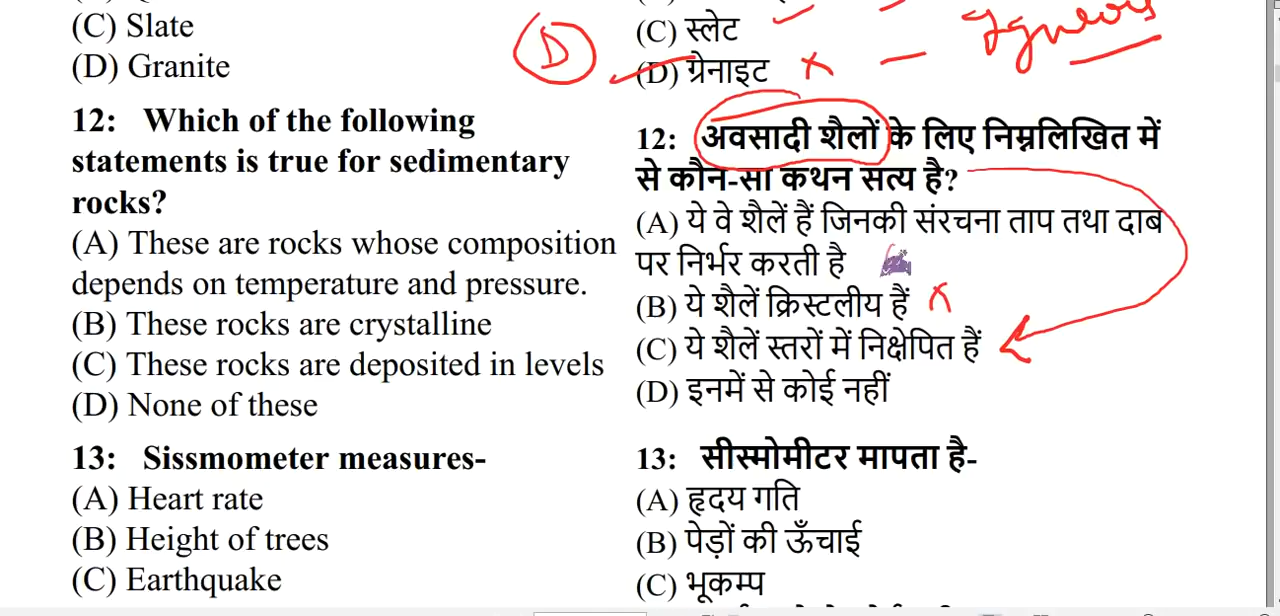 (C) Slate
(D) Granite
12: Which of the following
statements is true for sedimentary
rocks?
(A) These are rocks whose composition
depends on temperature and pressure.
(B) These rocks are crystalline
(C) These rocks are deposited in levels
(D) None of these
13: Sissmometer measures-
(A) Heart rate
(B) Height of trees
(C) Earthquake
(C) स्लेट
D
(D) ग्रेनाइट x – Igneous
12: अवसादी शैलों के लिए निम्नलिखित में
से कौन-सा कथन सत्य है?
(A) ये वे शैलें हैं जिनकी संरचना ताप तथा दाब
पर निर्भर करती है
(B) ये शैलें क्रिस्टलीय हैं x
(C) ये शैलें स्तरों में निक्षेपित हैं
(D) इनमें से कोई नहीं
13: सीस्मोमीटर मापता है-
(A) हृदय गति
(B) पेड़ों की ऊँचाई
(C) भूकम्प